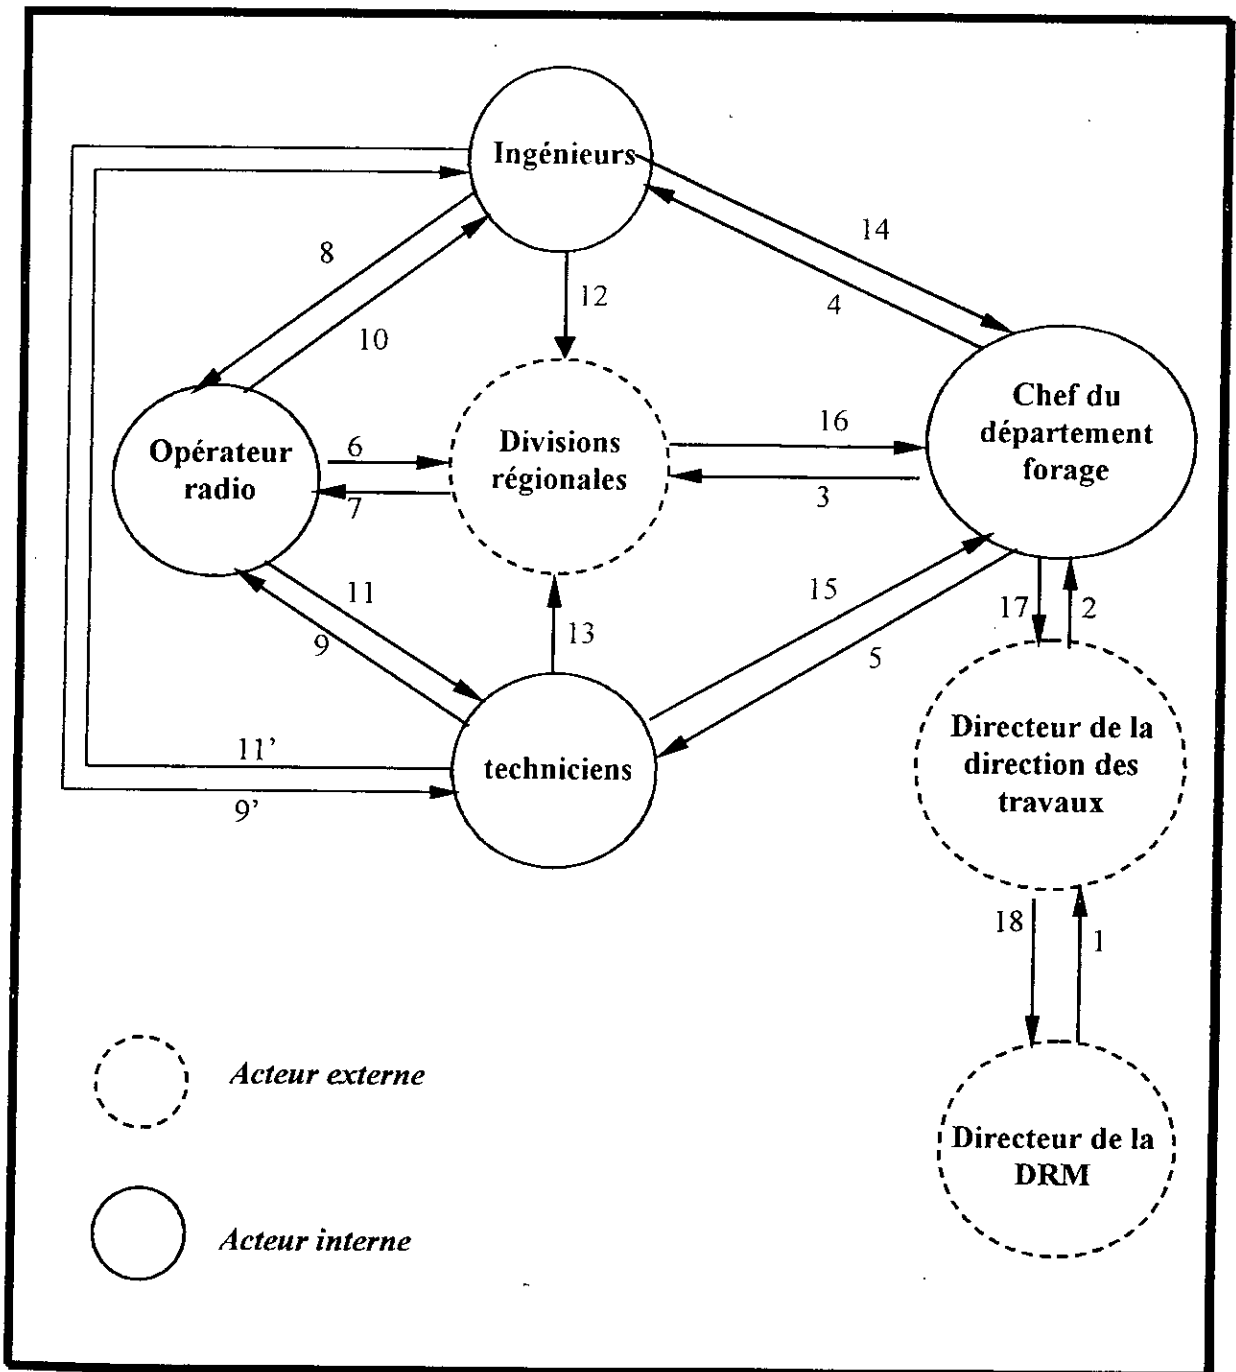 Ingénieurs
14
8
12
4
10
Chef du
département
forage
Opérateur
radio
6
7
Divisions
régionales
16
3
11
9
13
15
5
17
2
techniciens
11’
9’
Directeur de la
direction des
travaux
18
1
Acteur externe
Directeur de la
DRM
Acteur interne